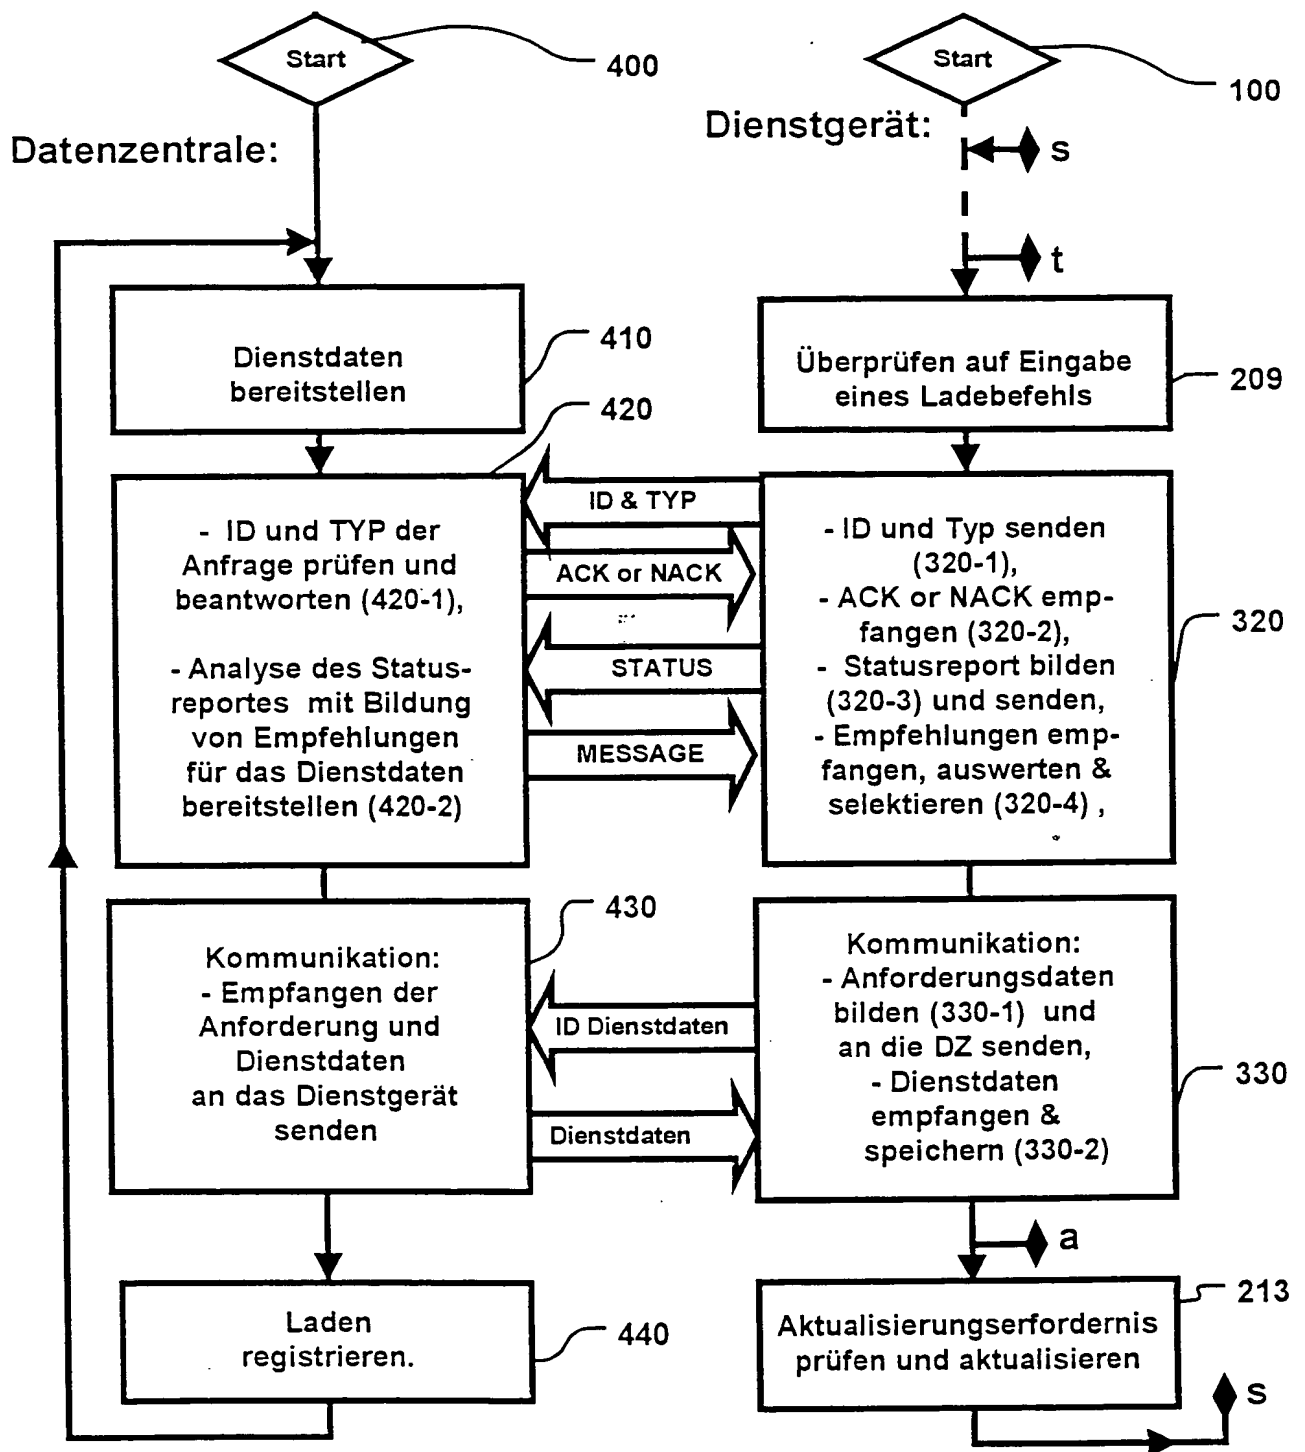 Start
400
Start
100
Datenzentrale:
Dienstgerät:
s
t
Dienstdaten
bereitstellen
410
Überprüfen auf Eingabe
eines Ladebefehls
209
420
- ID und TYP der
Anfrage prüfen und
beantworten (420-1),
- Analyse des Status-
reportes mit Bildung
von Empfehlungen
für das Dienstdaten
bereitstellen (420-2)
ID & TYP
ACK or NACK
STATUS
MESSAGE
- ID und Typ senden
(320-1),
- ACK or NACK emp-
fangen (320-2),
- Statusreport bilden
(320-3) und senden,
- Empfehlungen emp-
fangen, auswerten &
selektieren (320-4) ,
320
430
Kommunikation:
- Empfangen der
Anforderung und
Dienstdaten
an das Dienstgerät
senden
ID Dienstdaten
Dienstdaten
Kommunikation:
- Anforderungsdaten
bilden (330-1) und
an die DZ senden,
- Dienstdaten
empfangen &
speichern (330-2)
330
a
Laden
registrieren.
440
Aktualisierungserfordernis
prüfen und aktualisieren
213
s